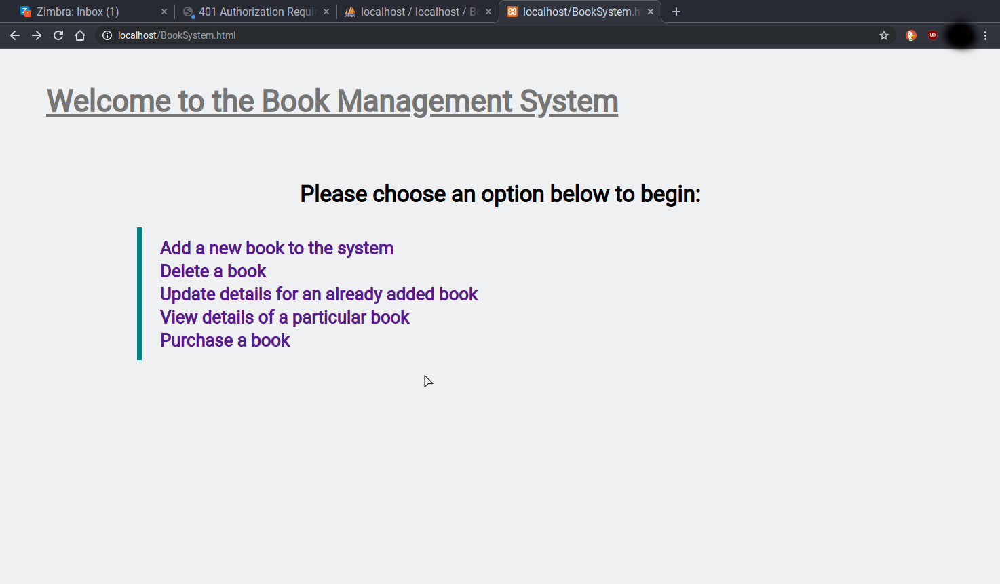 Zimbra: Inbox (1)
401 Authorization Requi
localhost / localhost / Bo
localhost/BookSystem.h
localhost/BookSystem.html
Welcome to the Book Management System
Please choose an option below to begin:
Add a new book to the system
Delete a book
Update details for an already added book
View details of a particular book
Purchase a book